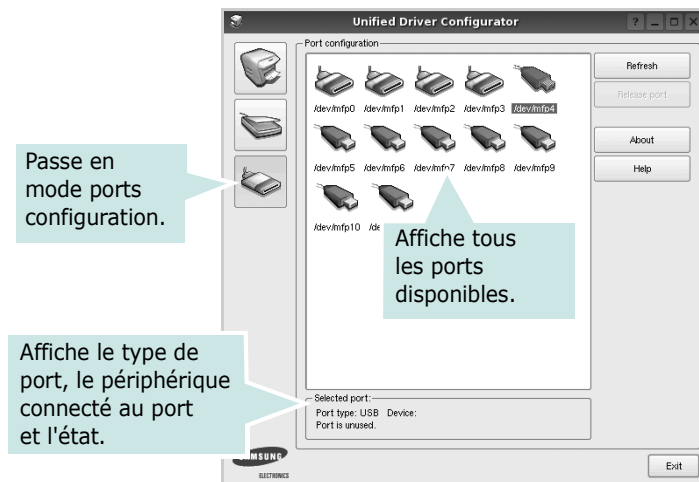 Unified Driver Configurator
Port configuration
/dev/mfp0 /dev/mfp1 /dev/mfp2 /dev/mfp3 /dev/mfp4
/dev/mfp5 /dev/mfp6 /dev/mfp7 /dev/mfp8 /dev/mfp9
/dev/mfp10
Refresh
Release port
About
Help
Passe en
mode ports
configuration.
Affiche tous
les ports
disponibles.
Affiche le type de
port, le périphérique
connecté au port
et l'état.
Selected port:
Port type: USB Device:
Port is unused.
ELECTRONICS
Exit